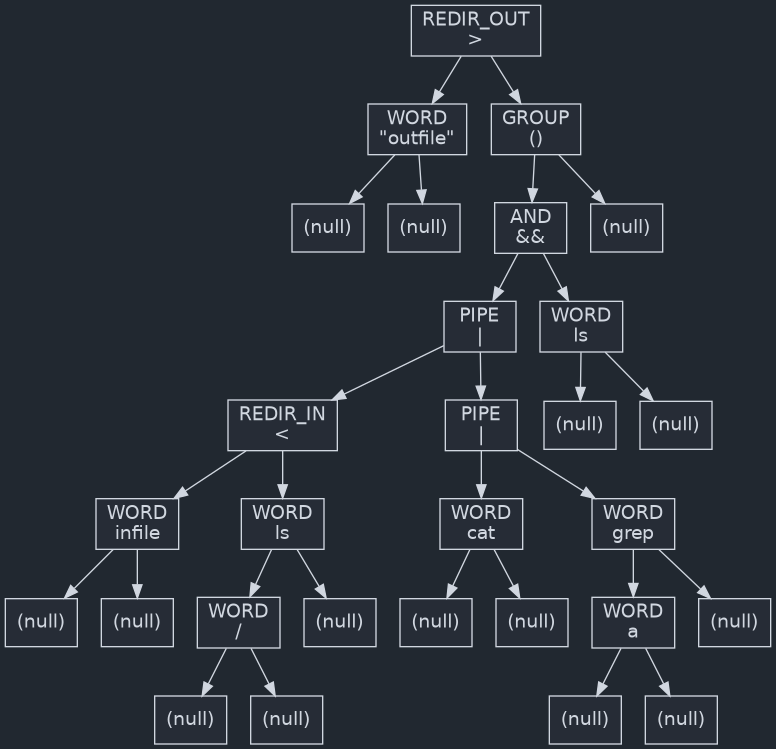 REDIR_OUT
>
WORD
"outfile"
GROUP
()
(null)
(null)
AND
&&
(null)
PIPE
|
WORD
ls
REDIR_IN
<
PIPE
|
(null)
(null)
WORD
infile
WORD
ls
WORD
cat
WORD
grep
(null)
(null)
WORD
/
(null)
(null)
(null)
WORD
a
(null)
(null)
(null)
(null)
(null)